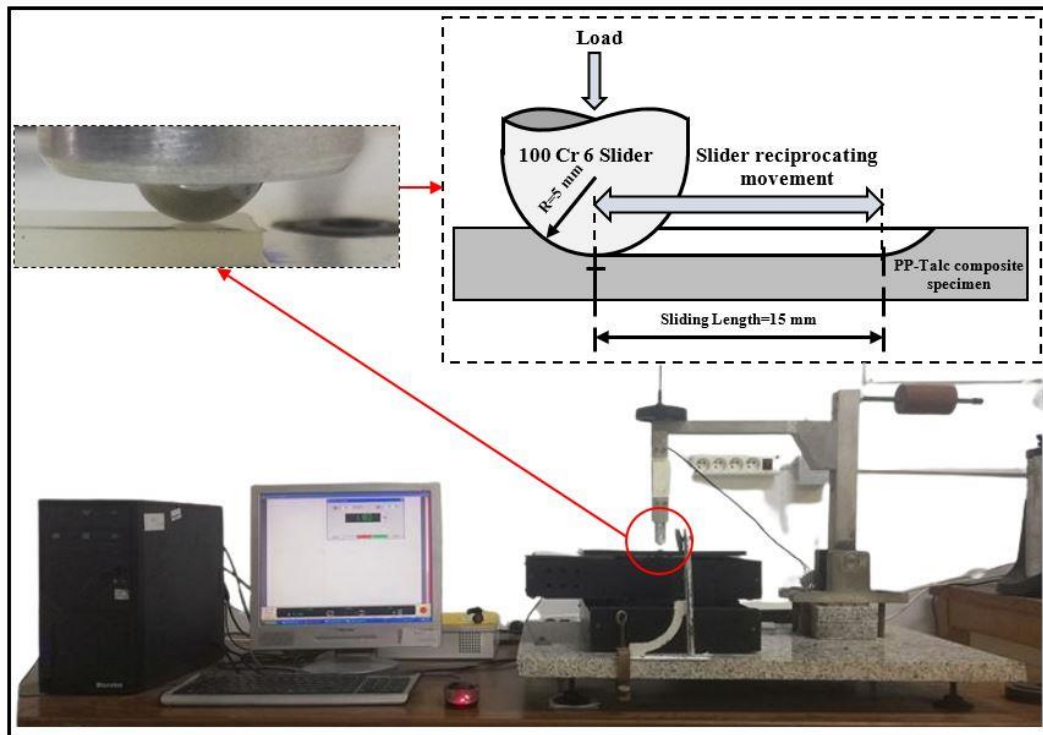 Load
100 Cr 6 Slider
R=5 mm
Slider reciprocating
movement
PP-Talc composite
specimen
Sliding Length=15 mm